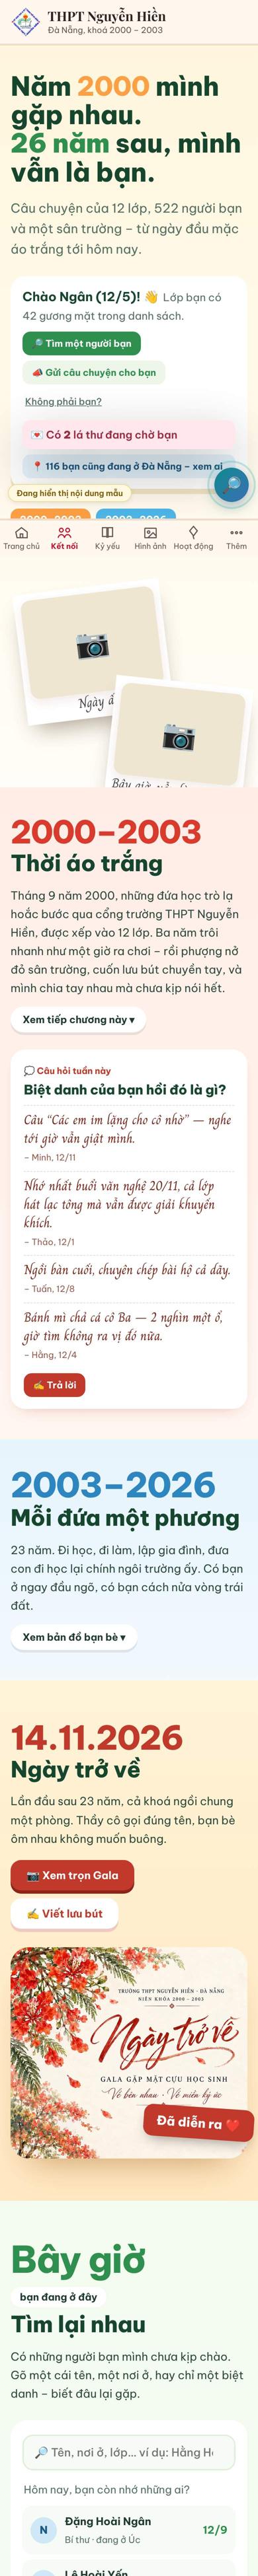 THPT Nguyễn Hiền
Đà Nẵng, khoá 2000 – 2003
Năm 2000 mình
gặp nhau.
26 năm sau, mình
vẫn là bạn.
Câu chuyện của 12 lớp, 522 người bạn
và một sân trường – từ ngày đầu mặc
áo trắng tới hôm nay.
Chào Ngân (12/5)! 👋 Lớp bạn có
42 gương mặt trong danh sách.
🔎 Tìm một người bạn
📣 Gửi câu chuyện cho bạn
Không phải bạn?
💌 Có 2 lá thư đang chờ bạn
📍 116 bạn cũng đang ở Đà Nẵng – xem ai
Đang hiển thị nội dung mẫu
Trang chủ
Kết nối
Kỷ yếu
Hình ảnh
Hoạt động
Thêm
2000–2003
Thời áo trắng
Tháng 9 năm 2000, những đứa học trò lạ
hoắc bước qua cổng trường THPT Nguyễn
Hiền, được xếp vào 12 lớp. Ba năm trôi
nhanh như một giờ ra chơi – rồi phượng nở
đỏ sân trường, cuốn lưu bút chuyền tay, và
mình chia tay nhau mà chưa kịp nói hết.
Xem tiếp chương này ▾
💭 Câu hỏi tuần này
Biệt danh của bạn hồi đó là gì?
Câu “Các em im lặng cho cô nhờ” — nghe
tới giờ vẫn giật mình.
– Minh, 12/11
Nhớ nhất buổi văn nghệ 20/11, cả lớp
hát lạc tông mà vẫn được giải khuyến
khích.
– Thảo, 12/1
Ngồi bàn cuối, chuyên chép bài hộ cả dãy.
– Tuấn, 12/8
Bánh mì chả cá cô Ba — 2 nghìn một ổ,
giờ tìm không ra vị đó nữa.
– Hằng, 12/4
✍️ Trả lời
2003–2026
Mỗi đứa một phương
23 năm. Đi học, đi làm, lập gia đình, đưa
con đi học lại chính ngôi trường ấy. Có bạn
ở ngay đầu ngõ, có bạn cách nửa vòng trái
đất.
Xem bản đồ bạn bè ▾
14.11.2026
Ngày trở về
Lần đầu sau 23 năm, cả khoá ngồi chung
một phòng. Thầy cô gọi đúng tên, bạn bè
ôm nhau không muốn buông.
📷 Xem trọn Gala
✍️ Viết lưu bút
TRƯỜNG THPT NGUYỄN HIỀN · ĐÀ NẴNG
NIÊN KHÓA 2000 – 2003
Ngày trở về
GALA GẶP MẶT CỰU HỌC SINH
Về bên nhau · Về miền ký ức
Đã diễn ra ❤️
Bây giờ
bạn đang ở đây
Tìm lại nhau
Có những người bạn mình chưa kịp chào.
Gõ một cái tên, một nơi ở, hay chỉ một biệt
danh – biết đâu lại gặp.
🔎 Tên, nơi ở, lớp... ví dụ: Hằng H
Hôm nay, bạn còn nhớ những ai?
N
Đặng Hoài Ngân
12/9
Bí thư · đang ở Úc
Lê Hoài Yến